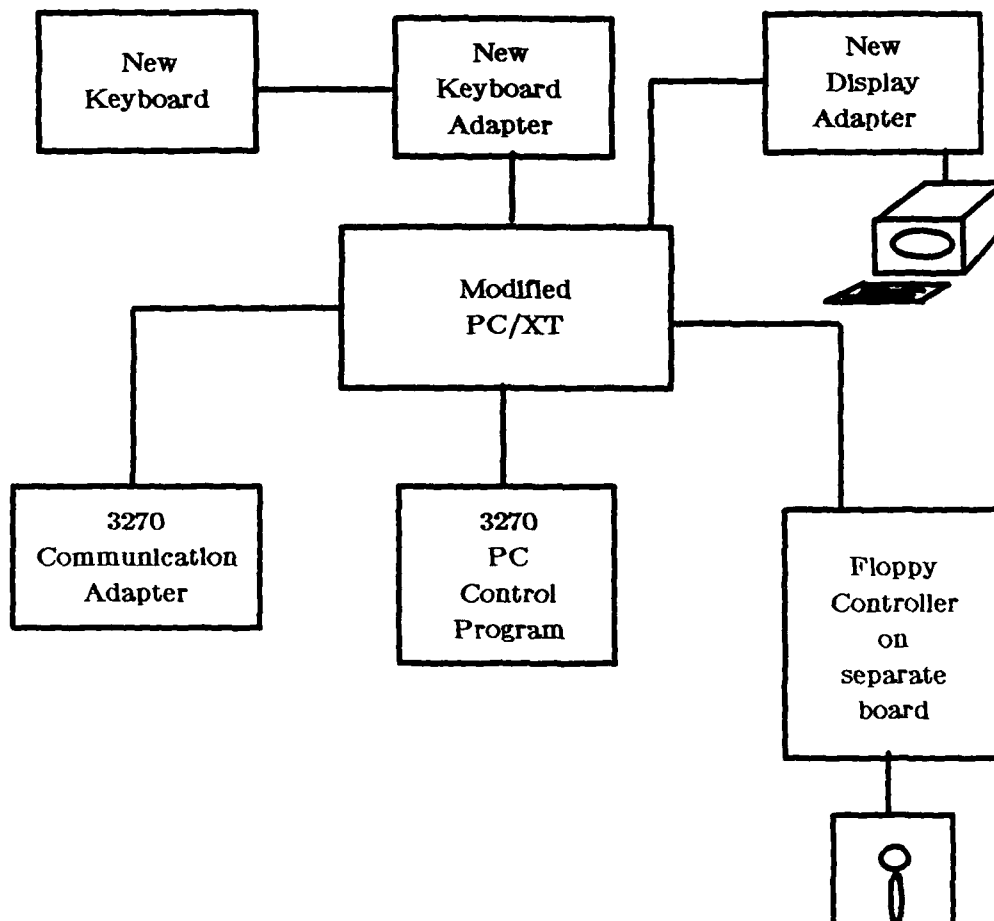 New
Keyboard
New
Keyboard
Adapter
New
Display
Adapter
Modified
PC/XT
3270
Communication
Adapter
3270
PC
Control
Program
Floppy
Controller
on
separate
board